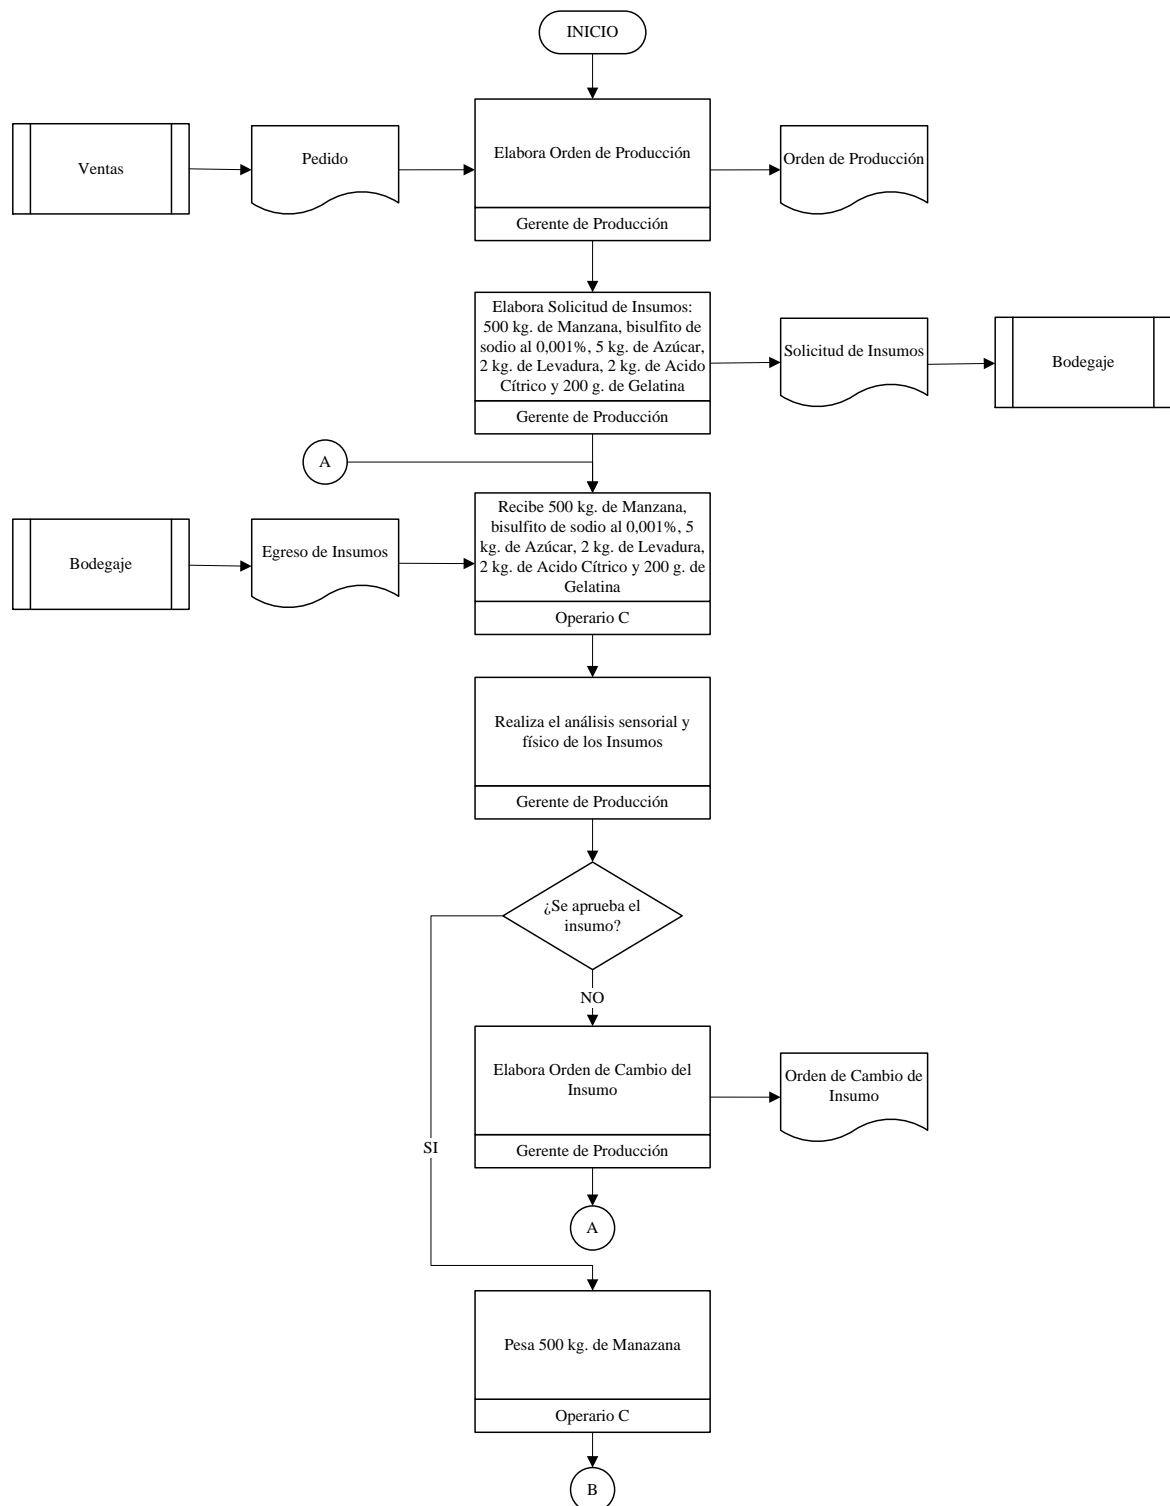 INICIO
Ventas
Pedido
Elabora Orden de Producción
Gerente de Producción
Orden de Producción
Elabora Solicitud de Insumos:
500 kg. de Manzana, bisulfito de
sodio al 0,001%, 5 kg. de Azúcar,
2 kg. de Levadura, 2 kg. de Acido
Cítrico y 200 g. de Gelatina
Gerente de Producción
Solicitud de Insumos
Bodegaje
A
Bodegaje
Egreso de Insumos
Recibe 500 kg. de Manzana,
bisulfito de sodio al 0,001%, 5
kg. de Azúcar, 2 kg. de Levadura,
2 kg. de Acido Cítrico y 200 g. de
Gelatina
Operario C
Realiza el análisis sensorial y
físico de los Insumos
Gerente de Producción
¿Se aprueba el
insumo?
NO
Elabora Orden de Cambio del
Insumo
Gerente de Producción
Orden de Cambio de
Insumo
SI
A
Pesa 500 kg. de Manazana
Operario C
B